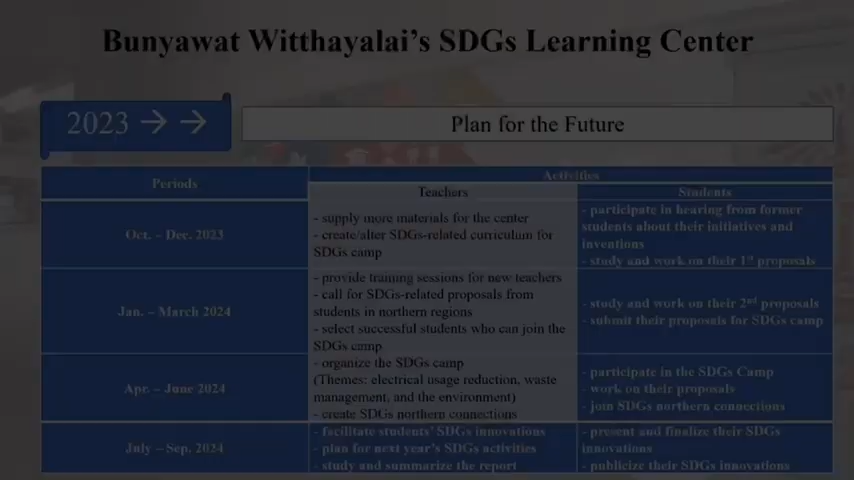 Bunyawat Witthayalai's SDGs Learning Center
2023 → →
Plan for the Future
Periods
Activities
Teachers
Students
Oct. – Dec. 2023
- supply more materials for the center
- create/alter SDGs-related curriculum for
SDGs camp
- participate in hearing from former
students about their initiatives and
inventions
- study and work on their 1st proposals
Jan. – March 2024
- provide training sessions for new teachers
- call for SDGs-related proposals from
students in northern regions
- select successful students who can join the
SDGs camp
- study and work on their 2nd proposals
- submit their proposals for SDGs camp
Apr. – June 2024
- organize the SDGs camp
(Themes: electrical usage reduction, waste
management, and the environment)
- create SDGs northern connections
- participate in the SDGs Camp
- work on their proposals
- join SDGs northern connections
July – Sep. 2024
- facilitate students' SDGs innovations
- plan for next year's SDGs activities
- study and summarize the report
- present and finalize their SDGs
innovations
- publicize their SDGs innovations